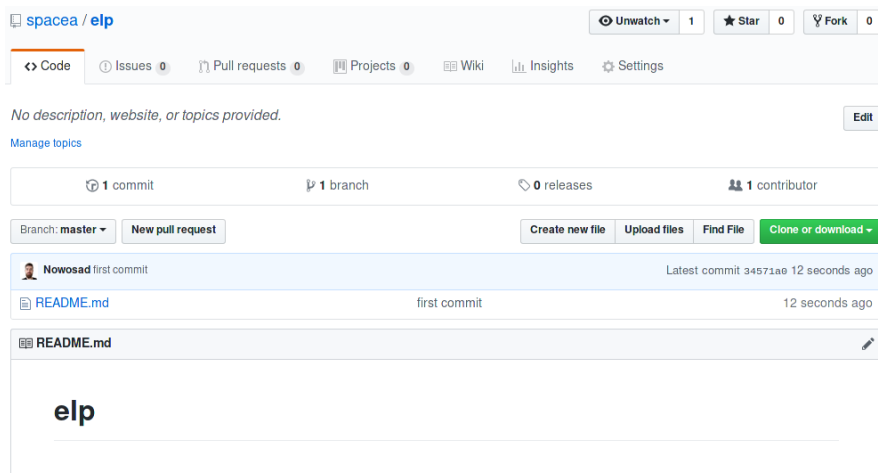 spacea / elp Unwatch 1 Star 0 Fork 0
Code Issues 0 Pull requests 0 Projects 0 Wiki Insights Settings
No description, website, or topics provided. Edit
Manage topics
1 commit 1 branch 0 releases 1 contributor
Branch: master New pull request Create new file Upload files Find File Clone or download
Nowosad first commit Latest commit 34571a0 12 seconds ago
README.md first commit 12 seconds ago
README.md
elp